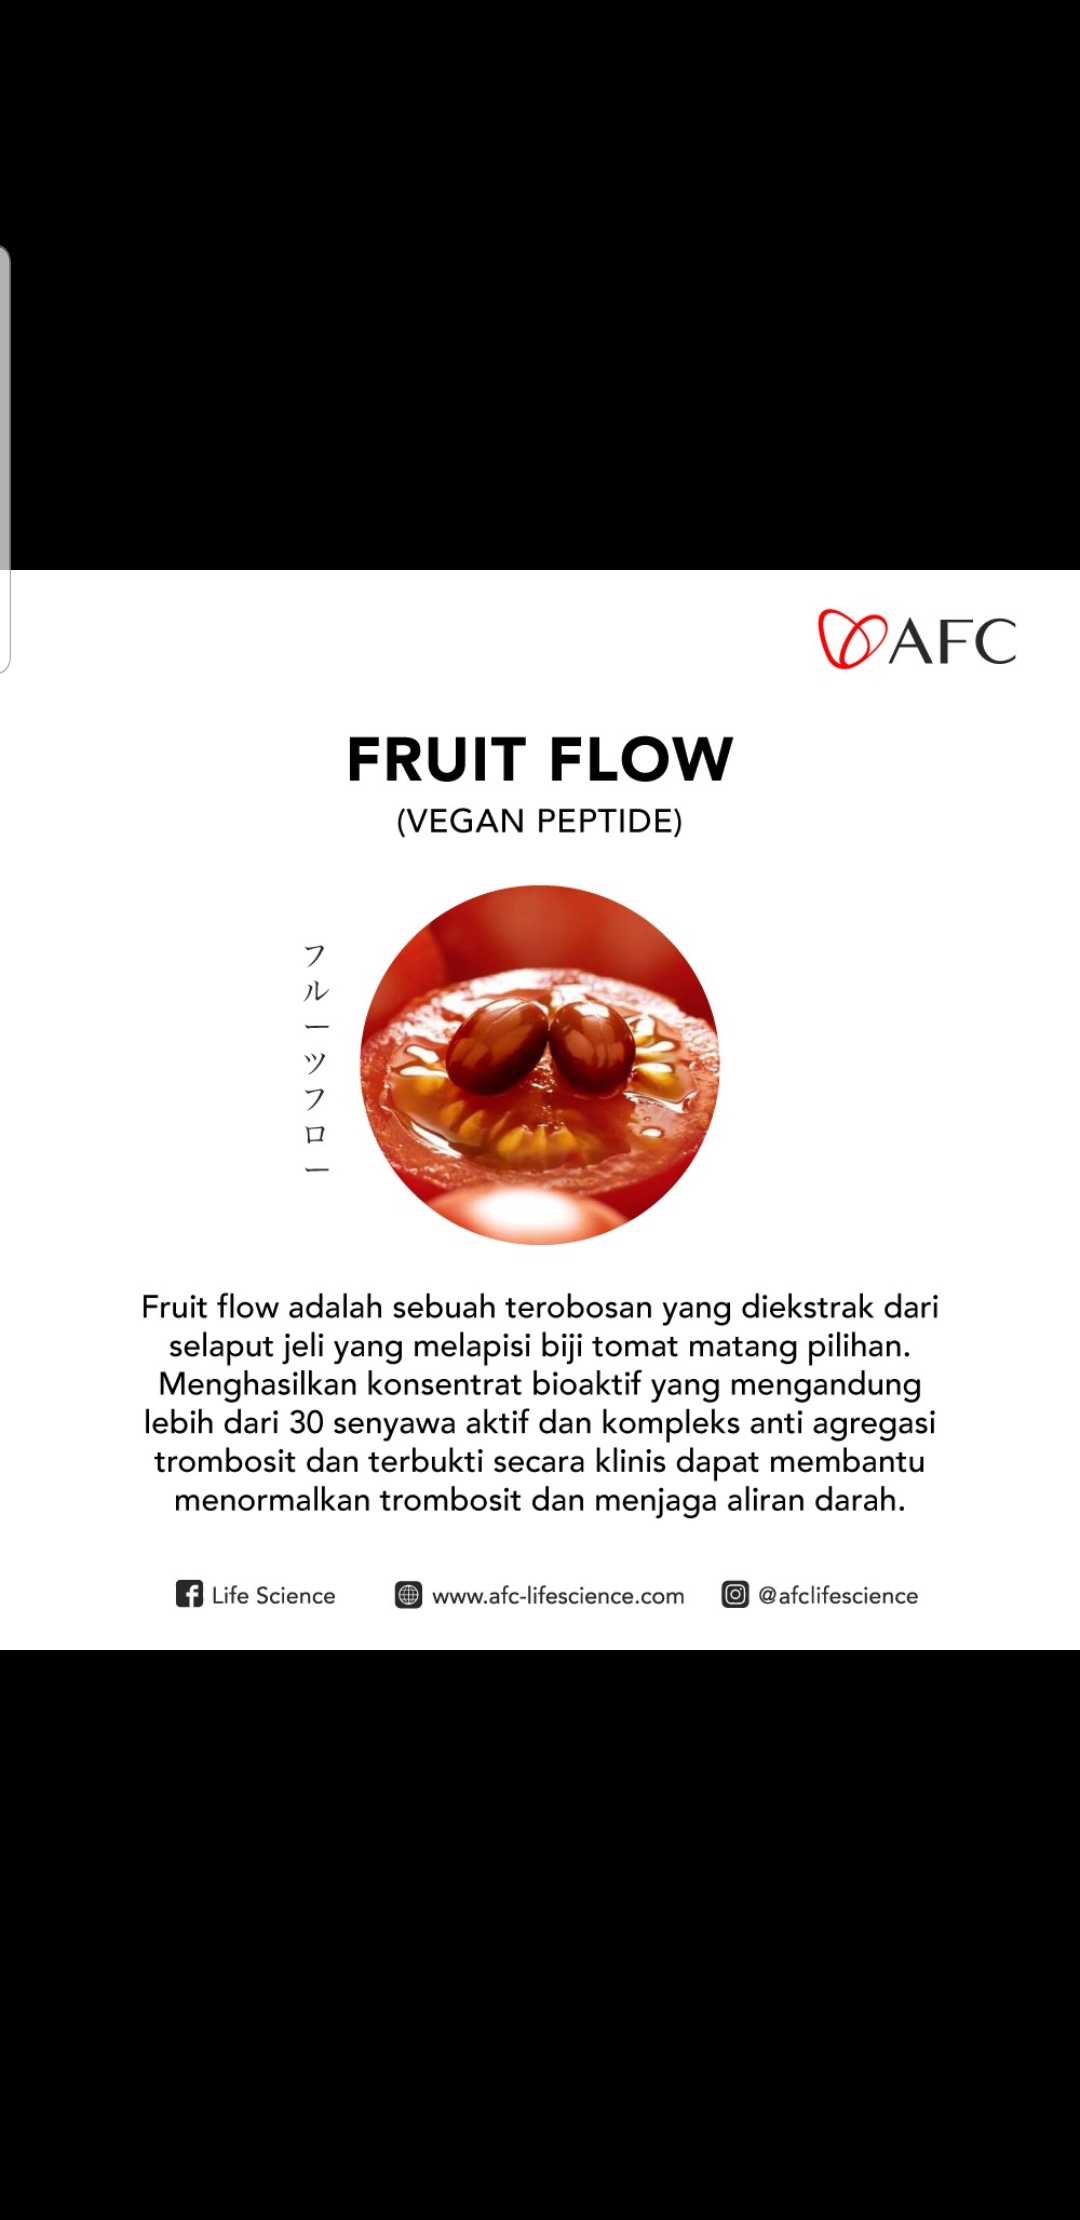 AFC
FRUIT FLOW
(VEGAN PEPTIDE)
フルーツフロー
Fruit flow adalah sebuah terobosan yang diekstrak dari
selaput jeli yang melapisi biji tomat matang pilihan.
Menghasilkan konsentrat bioaktif yang mengandung
lebih dari 30 senyawa aktif dan kompleks anti agregasi
trombosit dan terbukti secara klinis dapat membantu
menormalkan trombosit dan menjaga aliran darah.
Life Science www.afc-lifescience.com @afclifescience